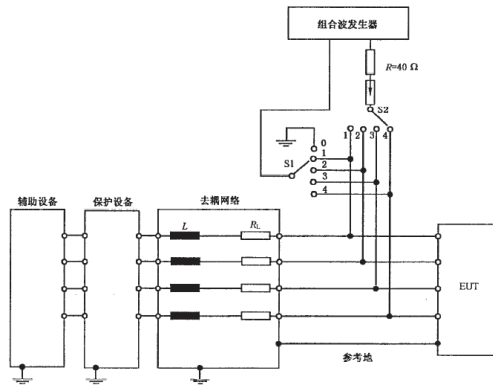 组合波发生器
R=40 Ω
S2
1 2 3 4
0
S1
1
2
3
4
辅助设备
保护设备
去耦网络
L
RL
EUT
参考地